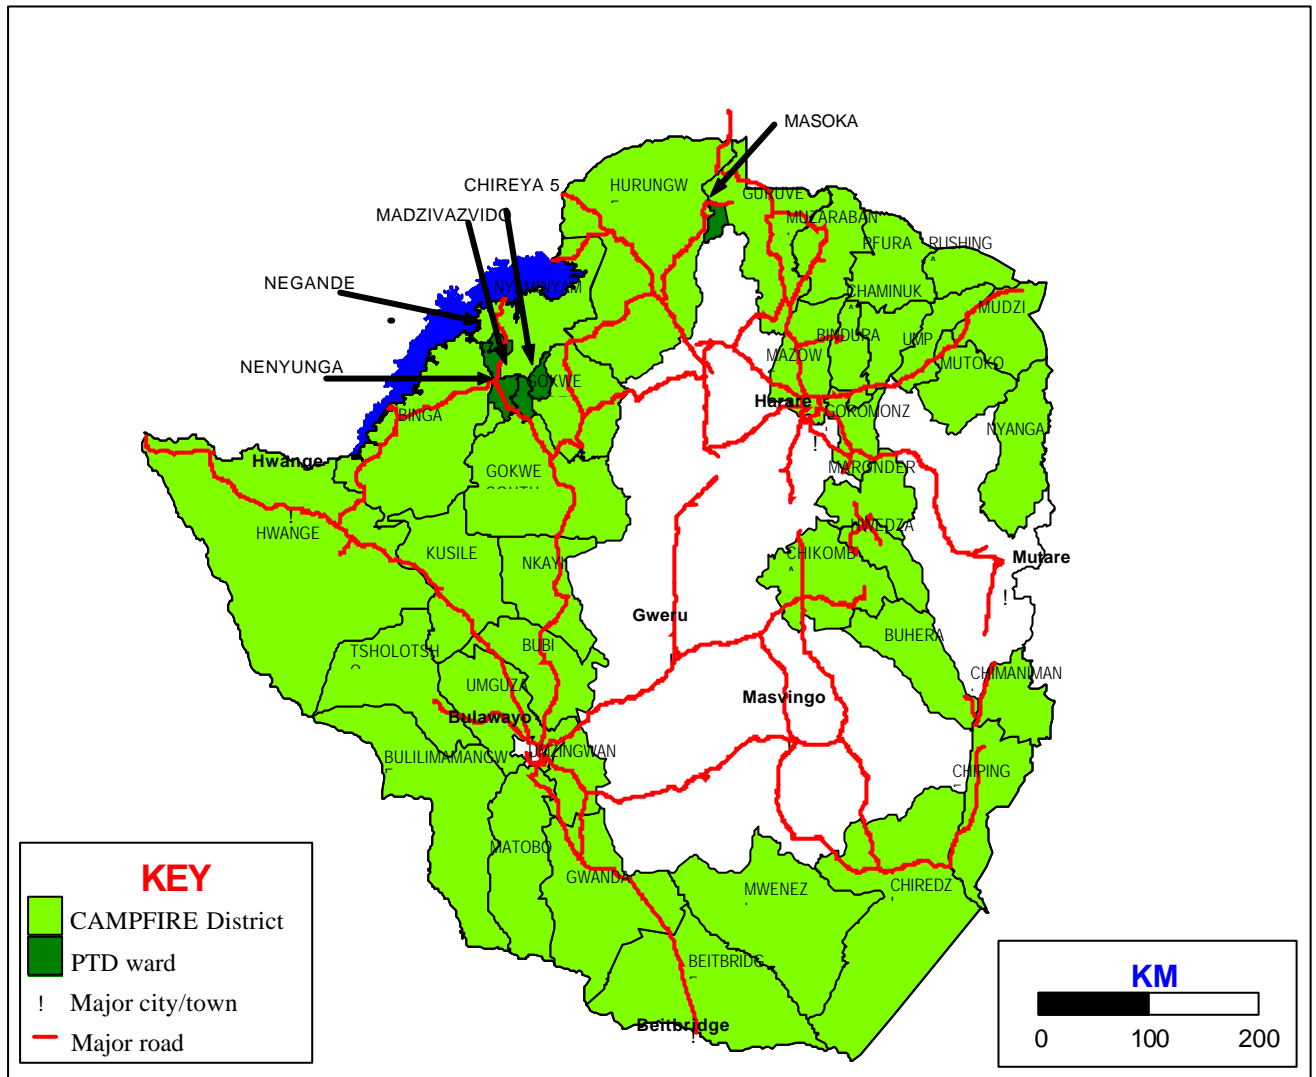 MASOKA
CHIREYA 5
HURUNGW
GURUVE
MADZIVAZVIDO
MUZARABAN
PFURA
RUSHING
NEGANDE
NYAMINYAM
CHAMINUK
MUDZI
BINDURA
UMP
MAZOW
MUTOKO
NENYUNGA
GOKWE
Harare
GOROMONZ
BINGA
NYANGA
Hwange
GOKWE
SOUTH
MARONDER
HWANGE
HWEDZA
KUSILE
NKAYI
CHIKOMB
Mutare
Gweru
BUHERA
TSHOLOTSH
BUBI
CHIMANIMAN
UMGUZA
Masvingo
Bulawayo
BULILIMAMANGW
UMZINGWAN
CHIPING
MATOBO
GWANDA
MWENEZ
CHIREDZ
BEITBRIDG
Beitbridge
KEY
CAMPFIRE District
PTD ward
! Major city/town
Major road
KM
0 100 200